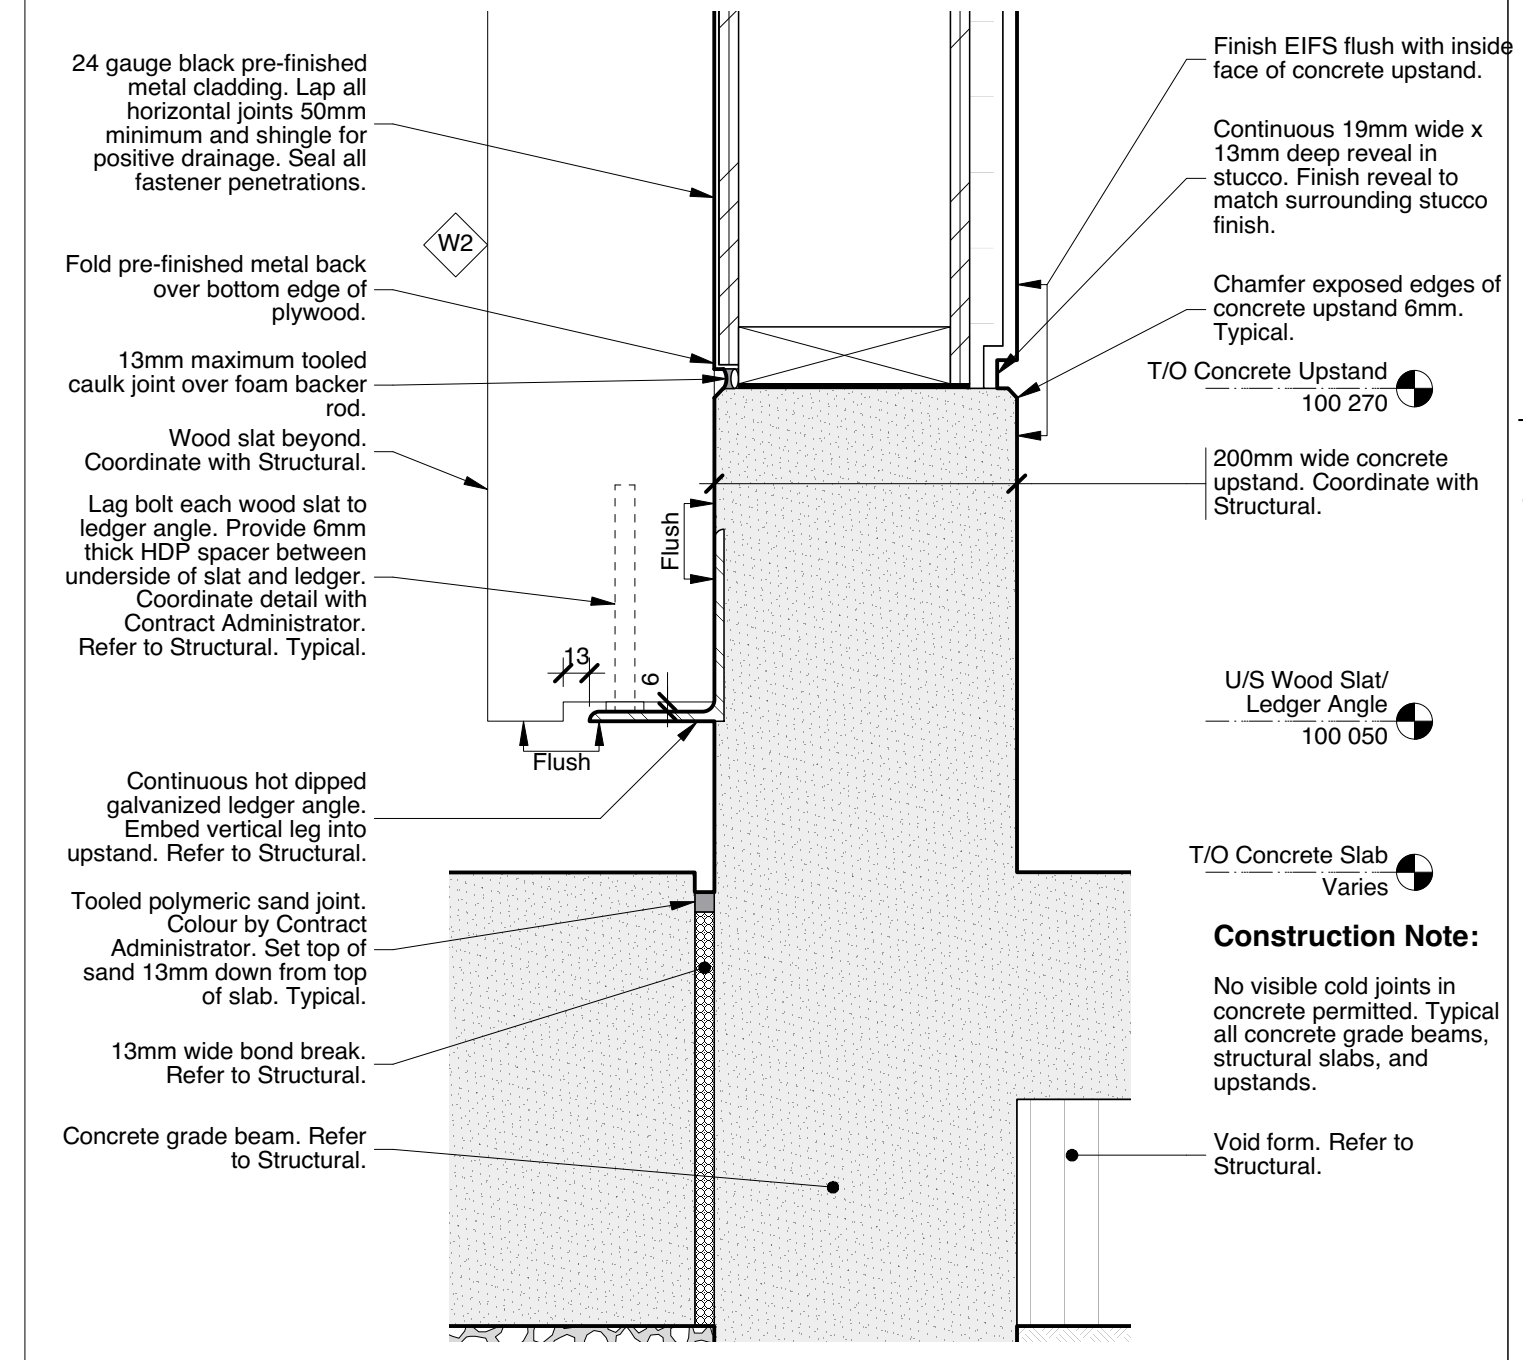 24 gauge black pre-finished
metal cladding. Lap all
horizontal joints 50mm
minimum and shingle for
positive drainage. Seal all
fastener penetrations.
W2
Fold pre-finished metal back
over bottom edge of
plywood.
13mm maximum tooled
caulk joint over foam backer
rod.
Wood slat beyond.
Coordinate with Structural.
Lag bolt each wood slat to
ledger angle. Provide 6mm
thick HDP spacer between
underside of slat and ledger.
Coordinate detail with
Contract Administrator.
Refer to Structural. Typical.
Flush
13
6
Flush
Continuous hot dipped
galvanized ledger angle.
Embed vertical leg into
upstand. Refer to Structural.
Tooled polymeric sand joint.
Colour by Contract
Administrator. Set top of
sand 13mm down from top
of slab. Typical.
13mm wide bond break.
Refer to Structural.
Concrete grade beam. Refer
to Structural.
Finish EIFS flush with inside
face of concrete upstand.
Continuous 19mm wide x
13mm deep reveal in
stucco. Finish reveal to
match surrounding stucco
finish.
Chamfer exposed edges of
concrete upstand 6mm.
Typical.
T/O Concrete Upstand
100 270
200mm wide concrete
upstand. Coordinate with
Structural.
U/S Wood Slat/
Ledger Angle
100 050
T/O Concrete Slab
Varies
Construction Note:
No visible cold joints in
concrete permitted. Typical
all concrete grade beams,
structural slabs, and
upstands.
Void form. Refer to
Structural.